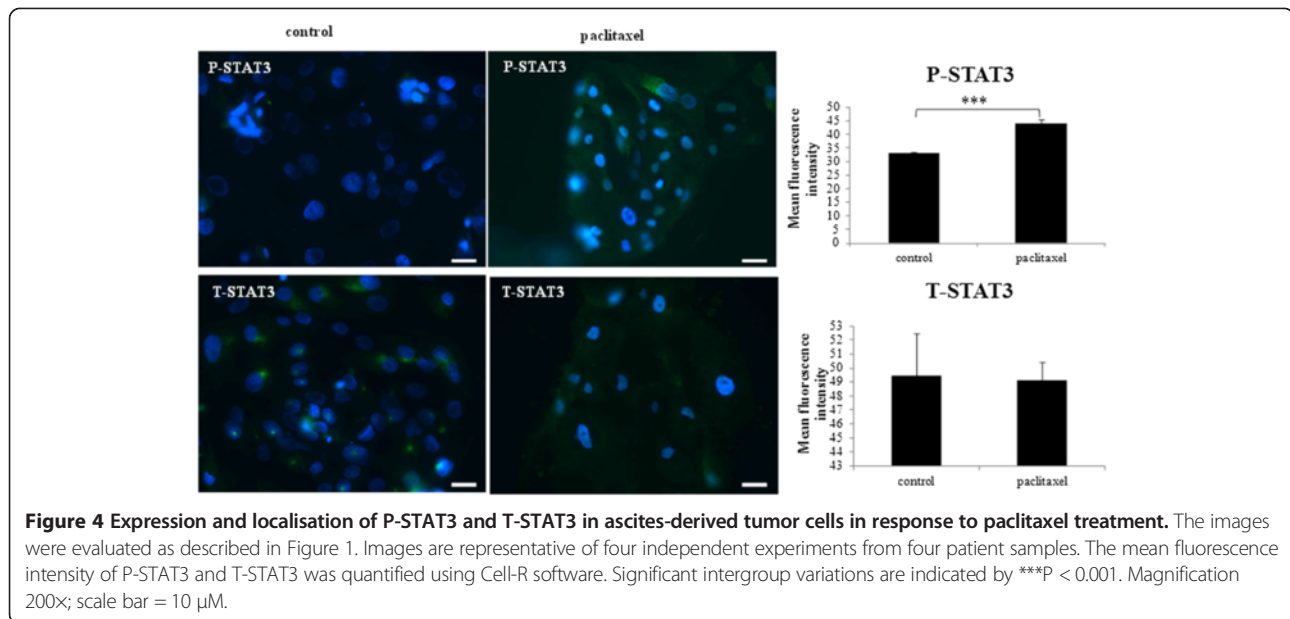 control
paclitaxel
P-STAT3
P-STAT3
T-STAT3
T-STAT3
P-STAT3
***
Mean fluorescence
intensity
50
45
40
35
30
25
20
15
10
5
0
control
paclitaxel
T-STAT3
Mean fluorescence
intensity
53
52
51
50
49
48
47
46
45
44
43
control
paclitaxel
Figure 4 Expression and localisation of P-STAT3 and T-STAT3 in ascites-derived tumor cells in response to paclitaxel treatment. The images
were evaluated as described in Figure 1. Images are representative of four independent experiments from four patient samples. The mean fluorescence
intensity of P-STAT3 and T-STAT3 was quantified using Cell-R software. Significant intergroup variations are indicated by ***P < 0.001. Magnification
200×; scale bar = 10 μM.